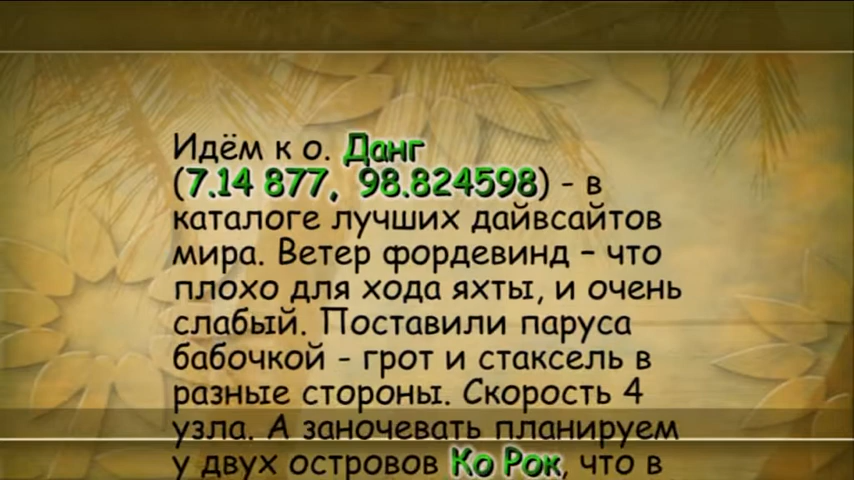 Идём к о. Данг
(7.14 877, 98.824598) - в
каталоге лучших дайвсайтов
мира. Ветер фордевинд – что
плохо для хода яхты, и очень
слабый. Поставили паруса
бабочкой - грот и стаксель в
разные стороны. Скорость 4
узла. А заночевать планируем
у двух островов Ко Рок, что в